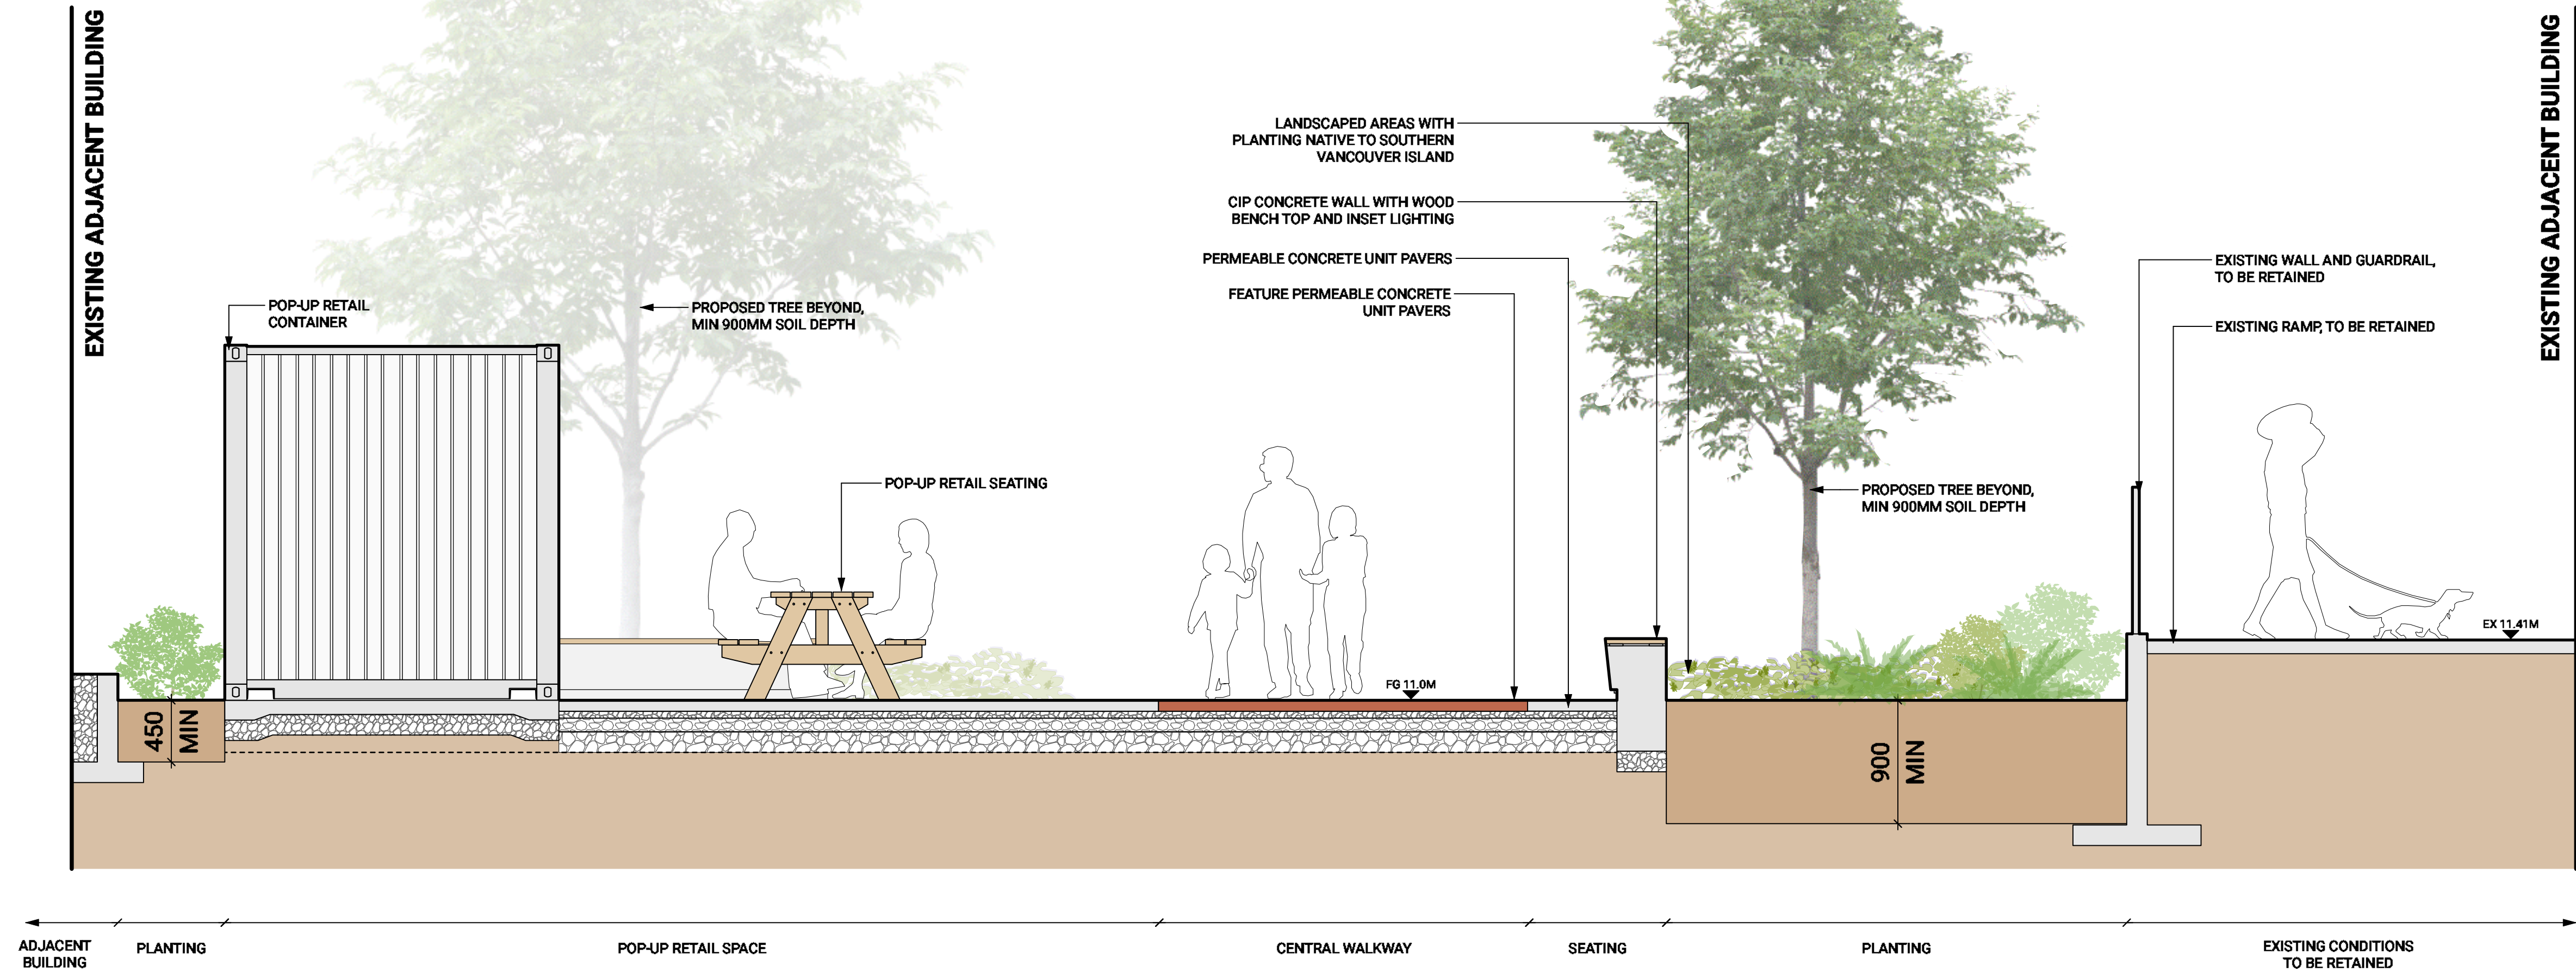 EXISTING ADJACENT BUILDING
EXISTING ADJACENT BUILDING
LANDSCAPED AREAS WITH
PLANTING NATIVE TO SOUTHERN
VANCOUVER ISLAND
CIP CONCRETE WALL WITH WOOD
BENCH TOP AND INSET LIGHTING
PERMEABLE CONCRETE UNIT PAVERS
FEATURE PERMEABLE CONCRETE
UNIT PAVERS
EXISTING WALL AND GUARDRAIL,
TO BE RETAINED
EXISTING RAMP, TO BE RETAINED
POP-UP RETAIL
CONTAINER
PROPOSED TREE BEYOND,
MIN 900MM SOIL DEPTH
POP-UP RETAIL SEATING
PROPOSED TREE BEYOND,
MIN 900MM SOIL DEPTH
EX 11.41M
FG 11.0M
450
MIN
900
MIN
ADJACENT
BUILDING
PLANTING
POP-UP RETAIL SPACE
CENTRAL WALKWAY
SEATING
PLANTING
EXISTING CONDITIONS
TO BE RETAINED